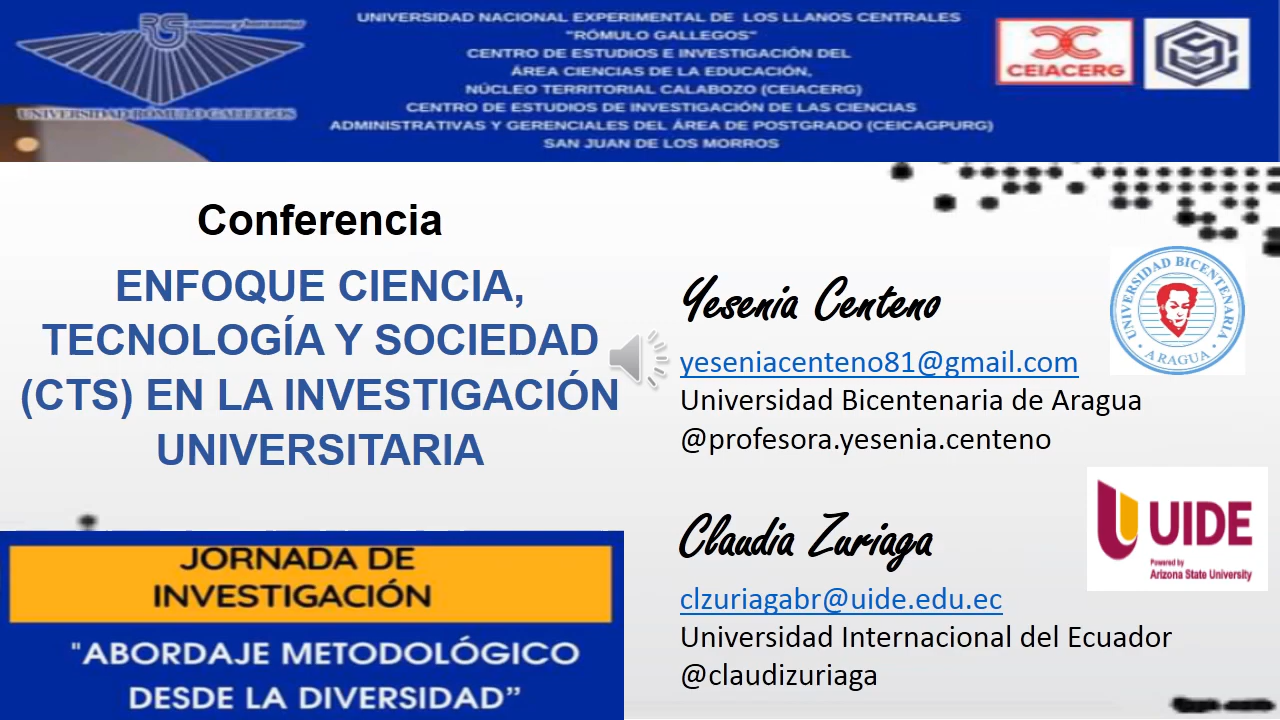 UNIVERSIDAD NACIONAL EXPERIMENTAL DE LOS LLANOS CENTRALES
"RÓMULO GALLEGOS"
CENTRO DE ESTUDIOS E INVESTIGACIÓN DEL
ÁREA CIENCIAS DE LA EDUCACIÓN,
NÚCLEO TERRITORIAL CALABOZO (CEIACERG)
CENTRO DE ESTUDIOS DE INVESTIGACIÓN DE LAS CIENCIAS
ADMINISTRATIVAS Y GERENCIALES DEL ÁREA DE POSTGRADO (CEICAGPURG)
SAN JUAN DE LOS MORROS
UNIVERSIDAD RÓMULO GALLEGOS
CEIACERG
Conferencia
ENFOQUE CIENCIA,
TECNOLOGÍA Y SOCIEDAD
(CTS) EN LA INVESTIGACIÓN
UNIVERSITARIA
Yesenia Centeno
yeseniacenteno81@gmail.com
Universidad Bicentenaria de Aragua
@profesora.yesenia.centeno
UNIVERSIDAD BICENTENARIA
• ARAGUA •
Claudia Zuriaga
clzuriagabr@uide.edu.ec
Universidad Internacional del Ecuador
@claudizuriaga
UIDE
Powered by
Arizona State University
JORNADA DE
INVESTIGACIÓN
"ABORDAJE METODOLÓGICO
DESDE LA DIVERSIDAD”